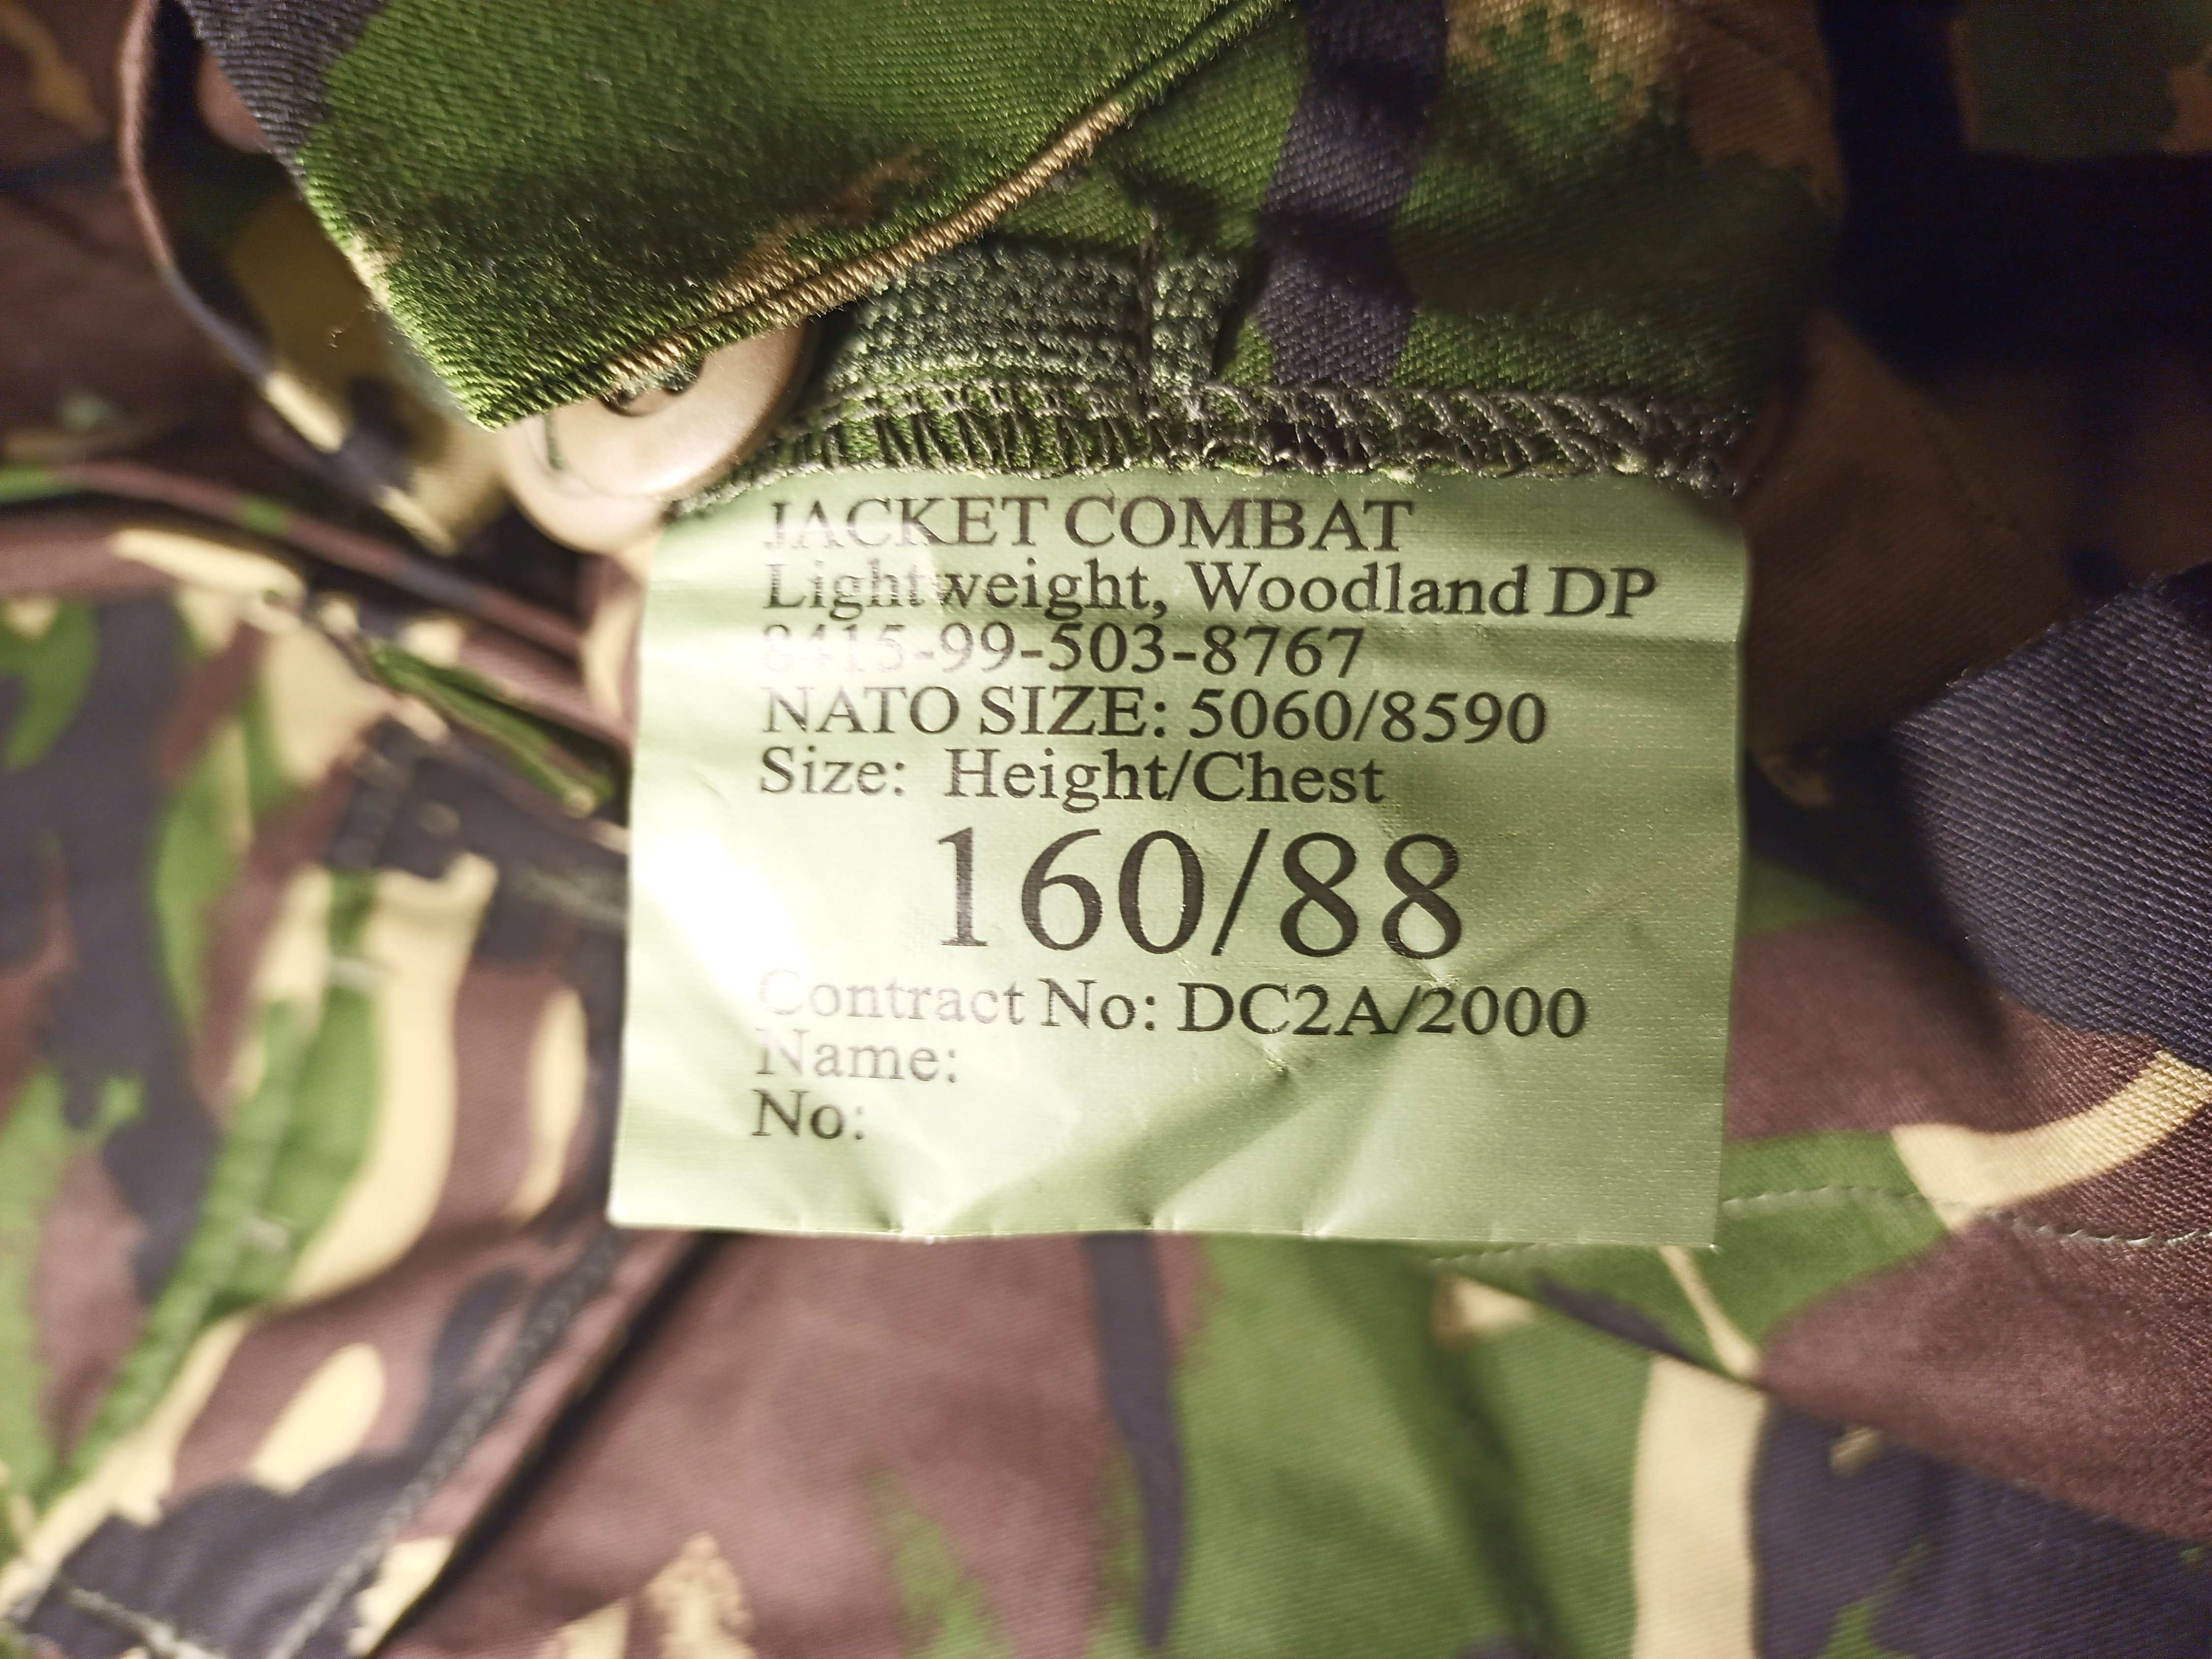 JACKET COMBAT
Lightweight, Woodland DP
8415-99-503-8767
NATO SIZE: 5060/8590
Size: Height/Chest
160/88
Contract No: DC2A/2000
Name:
No: